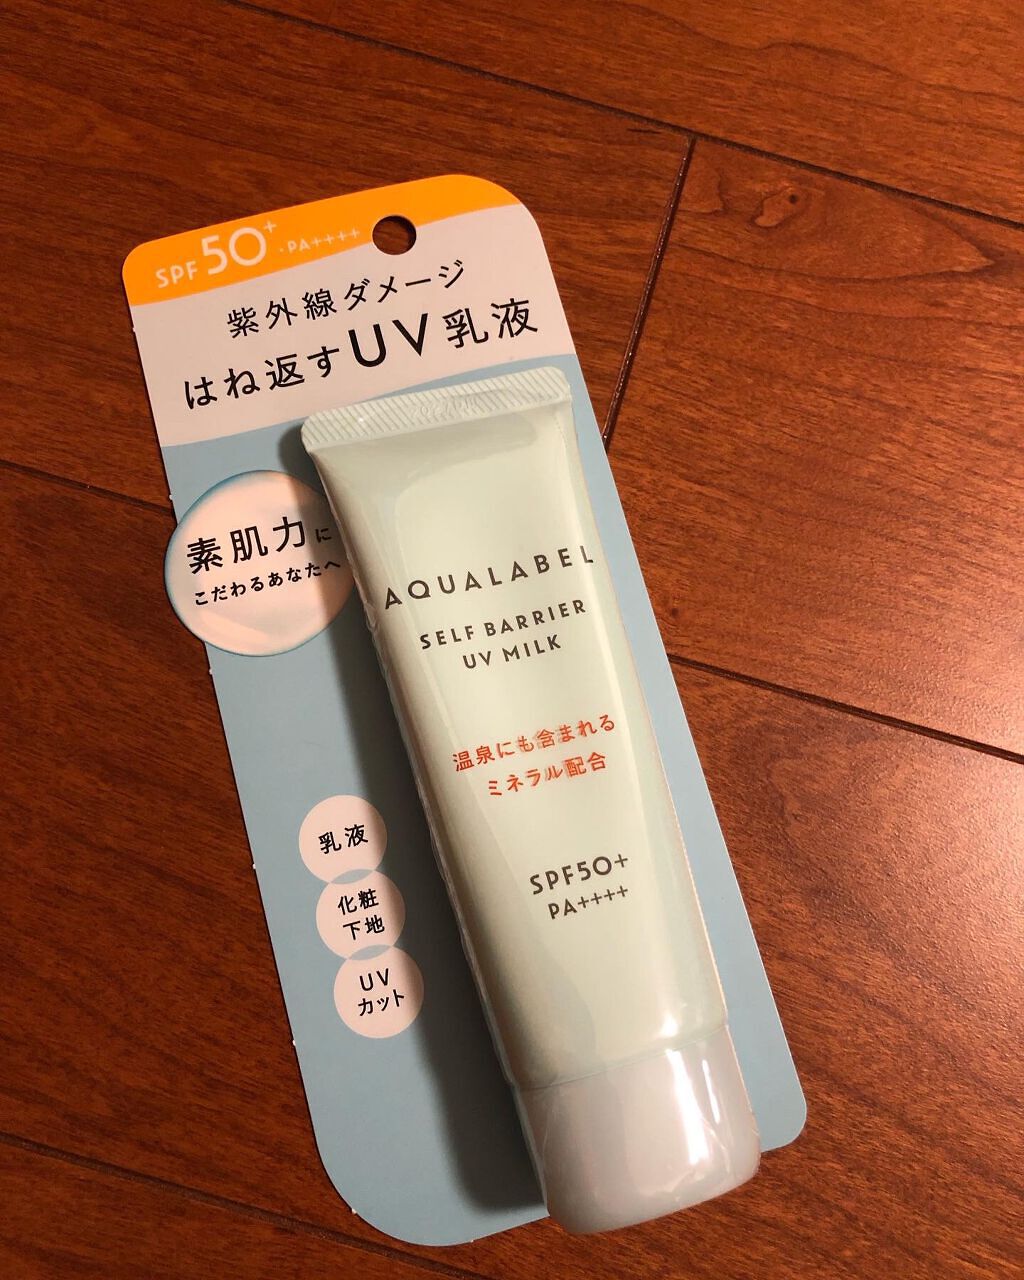 SPF 50+ ・PA++++
紫外線ダメージ
はね返すUV乳液
素肌力に
こだわるあなたへ
AQUALABEL
SELF BARRIER
UV MILK
温泉にも含まれる
ミネラル配合
SPF50+
PA++++
乳液
化粧
下地
UV
カット